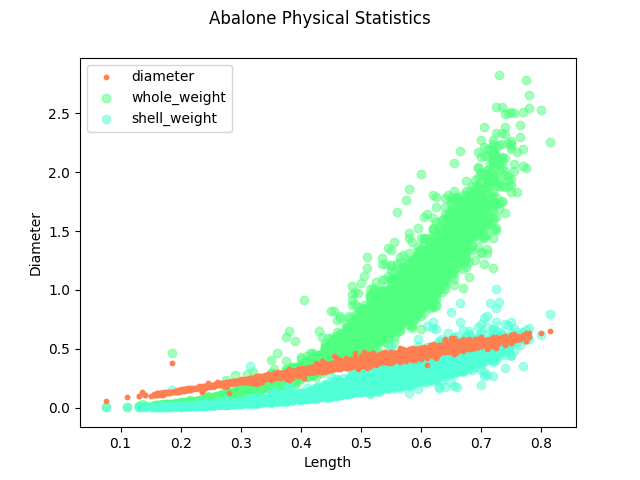 Abalone Physical Statistics
diameter
whole_weight
shell_weight
Diameter
2.5
2.0
1.5
1.0
0.5
0.0
0.1 0.2 0.3 0.4 0.5 0.6 0.7 0.8
Length